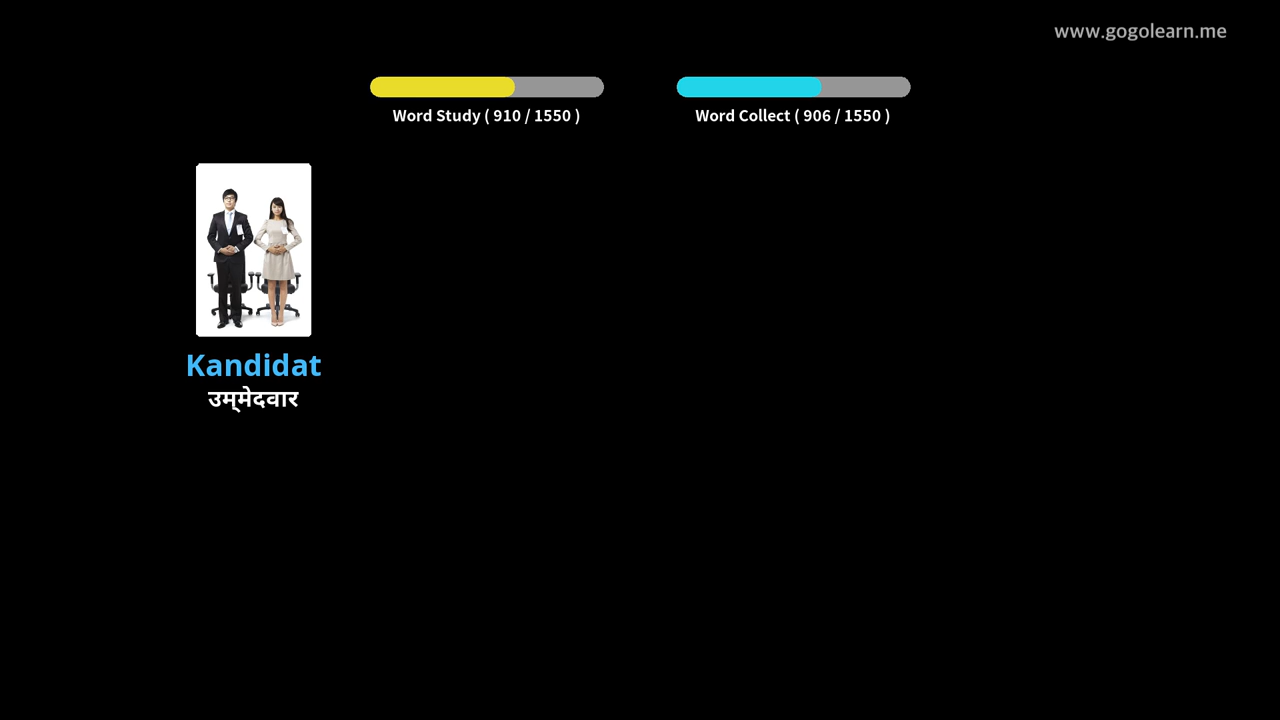 www.gogolearn.me
Word Study ( 910 / 1550 )
Word Collect ( 906 / 1550 )
Kandidat
उम्मेदवार